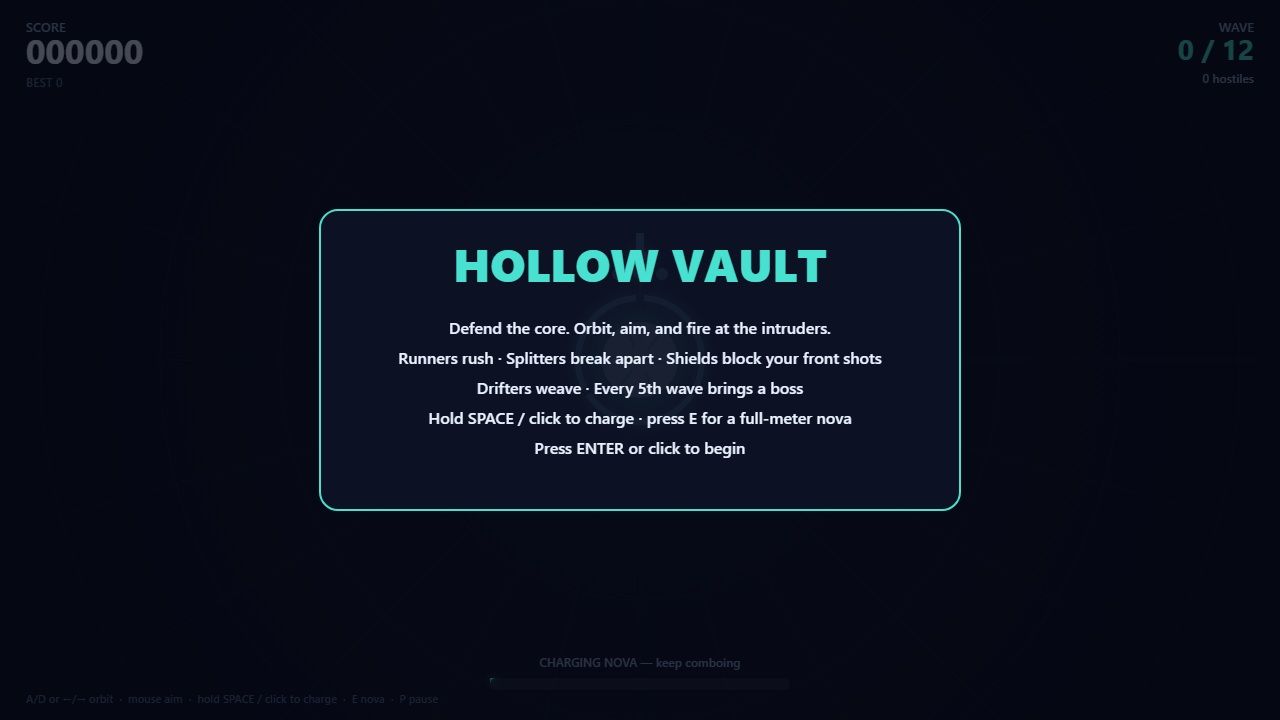 SCORE
000000
BEST 0
WAVE
0 / 12
0 hostiles
HOLLOW VAULT
Defend the core. Orbit, aim, and fire at the intruders.
Runners rush · Splitters break apart · Shields block your front shots
Drifters weave · Every 5th wave brings a boss
Hold SPACE / click to charge · press E for a full-meter nova
Press ENTER or click to begin
CHARGING NOVA — keep comboing
A/D or ←/→ orbit · mouse aim · hold SPACE / click to charge · E nova · P pause